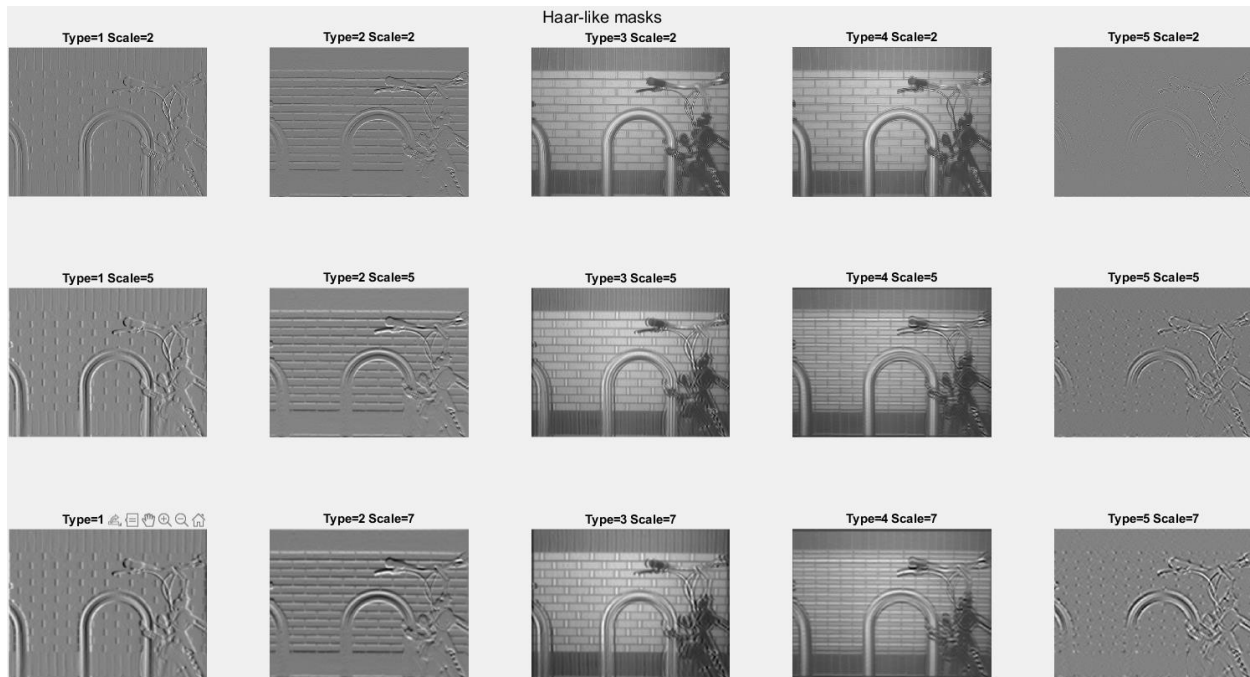 Haar-like masks
Type=1 Scale=2 Type=2 Scale=2 Type=3 Scale=2 Type=4 Scale=2 Type=5 Scale=2
Type=1 Scale=5 Type=2 Scale=5 Type=3 Scale=5 Type=4 Scale=5 Type=5 Scale=5
Type=1 Type=2 Scale=7 Type=3 Scale=7 Type=4 Scale=7 Type=5 Scale=7